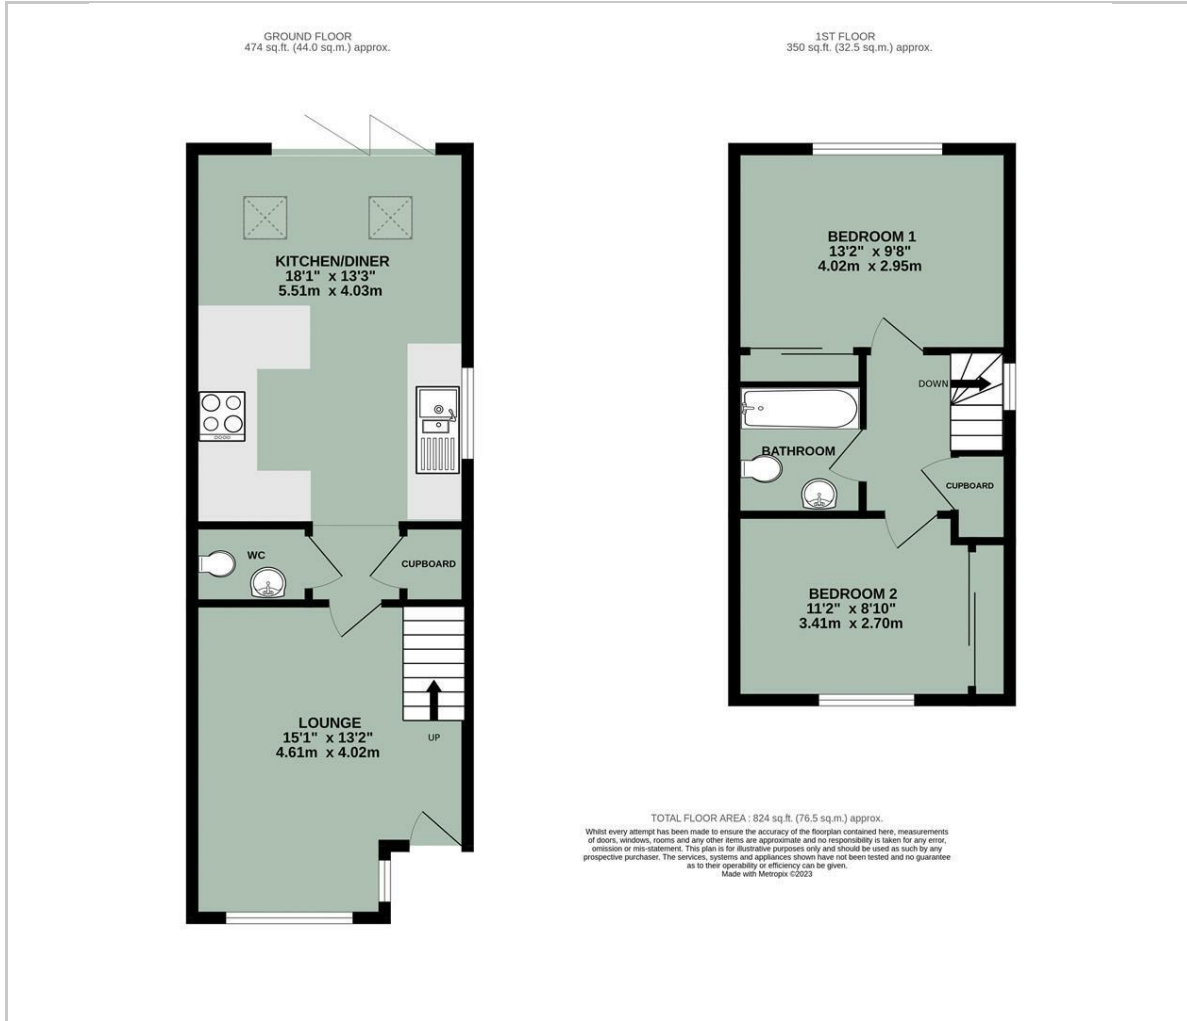 GROUND FLOOR
474 sq.ft. (44.0 sq.m.) approx.
1ST FLOOR
350 sq.ft. (32.5 sq.m.) approx.
KITCHEN/DINER
18'1" x 13'3"
5.51m x 4.03m
WC
CUPBOARD
LOUNGE
15'1" x 13'2"
4.61m x 4.02m
UP
BEDROOM 1
13'2" x 9'8"
4.02m x 2.95m
DOWN
BATHROOM
CUPBOARD
BEDROOM 2
11'2" x 8'10"
3.41m x 2.70m
TOTAL FLOOR AREA : 824 sq.ft. (76.5 sq.m.) approx.
Whilst every attempt has been made to ensure the accuracy of the floorplan contained here, measurements
of doors, windows, rooms and any other items are approximate and no responsibility is taken for any error,
omission or mis-statement. This plan is for illustrative purposes only and should be used as such by any
prospective purchaser. The services, systems and appliances shown have not been tested and no guarantee
as to their operability or efficiency can be given.
Made with Metropix ©2023